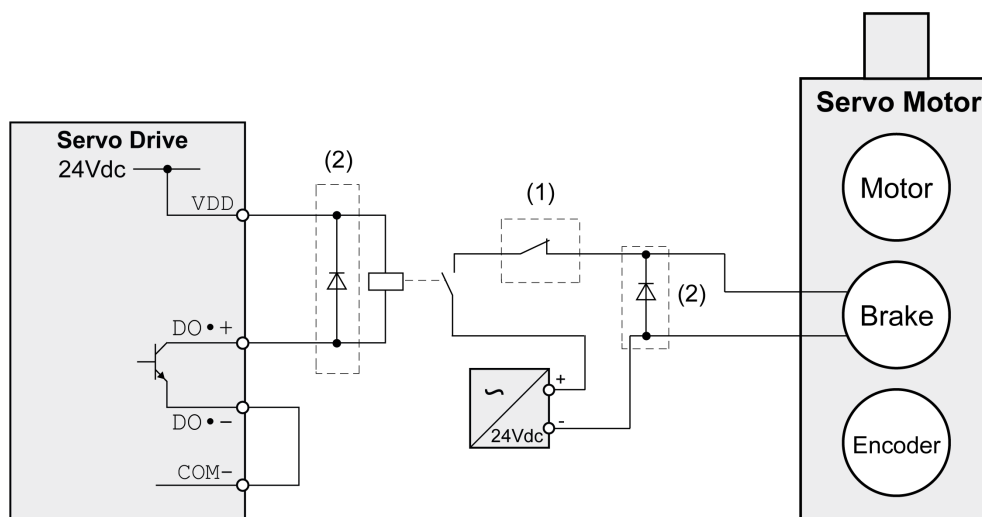 Servo Drive
24Vdc
VDD
DO•+
DO•-
COM-
(2)
(1)
(2)
+
-
24Vdc
Servo Motor
Motor
Brake
Encoder